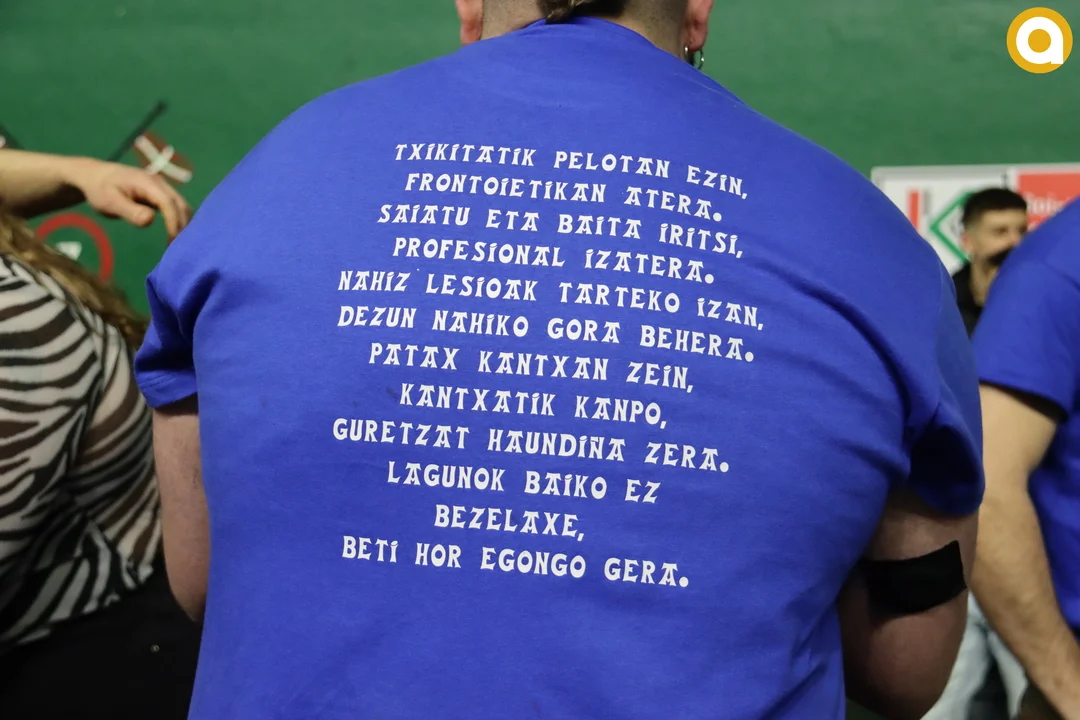 TXIKITATIK PELOTAN EZIN,
FRONTOIETIKAN ATERA.
SAIATU ETA BAITA IRITSI,
PROFESIONAL IZATERA.
NAHIZ LESIOAK TARTEKO IZAN,
DEZUN NAHIKO GORA BEHERA.
PATAX KANTXAN ZEIN,
KANTXATIK KANPO,
GURETZAT HAUNDIÑA ZERA.
LAGUNOK BAIKO EZ
BEZELAXE,
BETI HOR EGONGO GERA.
a